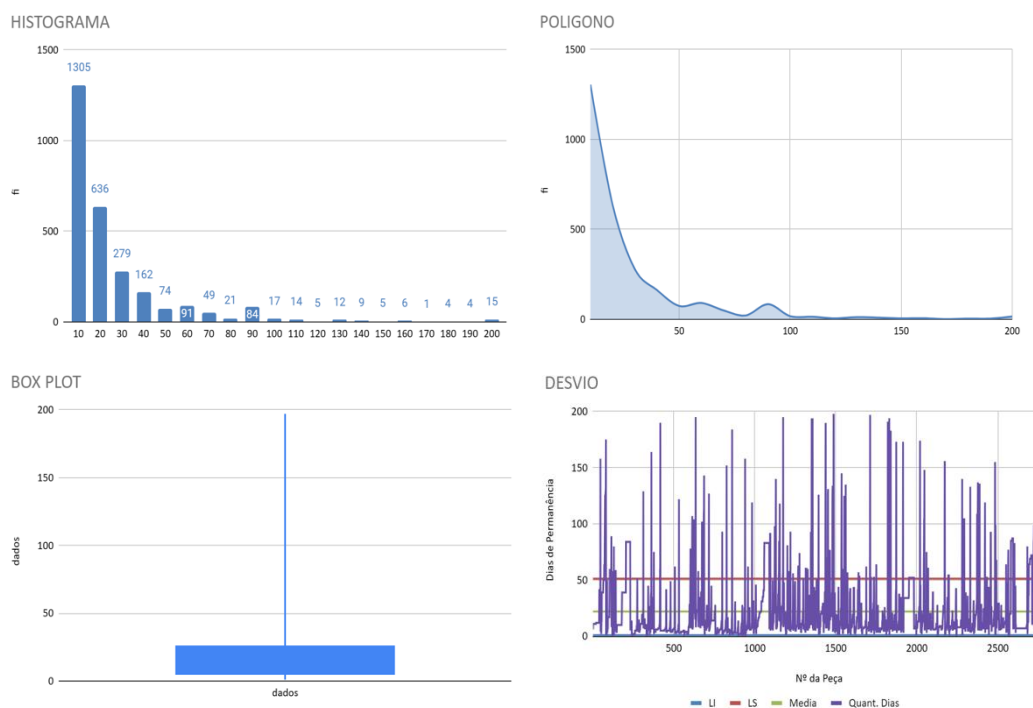 HISTOGRAMA
1500
1000
500
0
fi
1305
636
279
162
74
91
49
21
84
17
14
5
12
9
5
6
1
4
4
15
10 20 30 40 50 60 70 80 90 100 110 120 130 140 150 160 170 180 190 200
POLIGONO
1500
1000
500
0
fi
50 100 150 200
BOX PLOT
200
150
100
50
0
dados
dados
DESVIO
200
150
100
50
0
Dias de Permanência
500 1000 1500 2000 2500
Nº da Peça
LI LS Media Quant. Dias